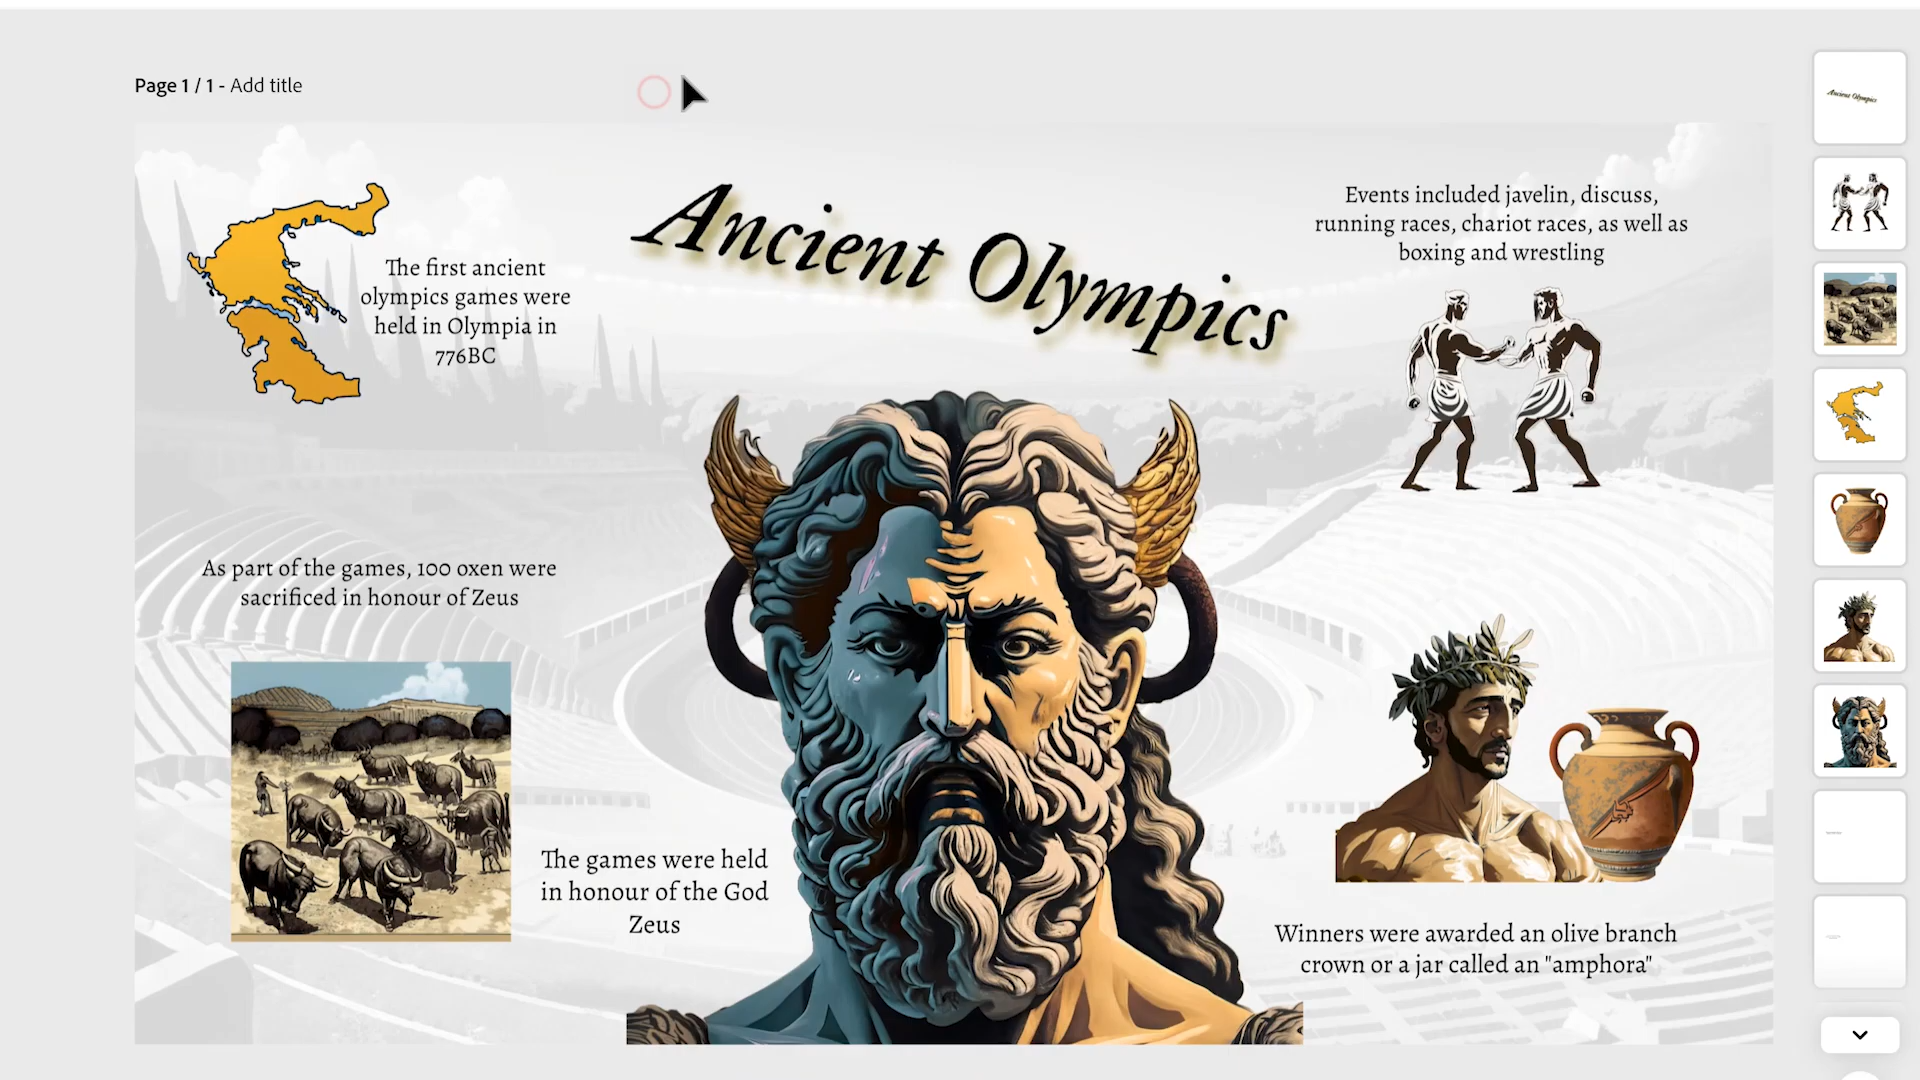 Page 1 / 1 - Add title
Ancient Olympics
The first ancient
olympics games were
held in Olympia in
776BC
Events included javelin, discuss,
running races, chariot races, as well as
boxing and wrestling
As part of the games, 100 oxen were
sacrificed in honour of Zeus
The games were held
in honour of the God
Zeus
Winners were awarded an olive branch
crown or a jar called an "amphora"
Ancient Olympics